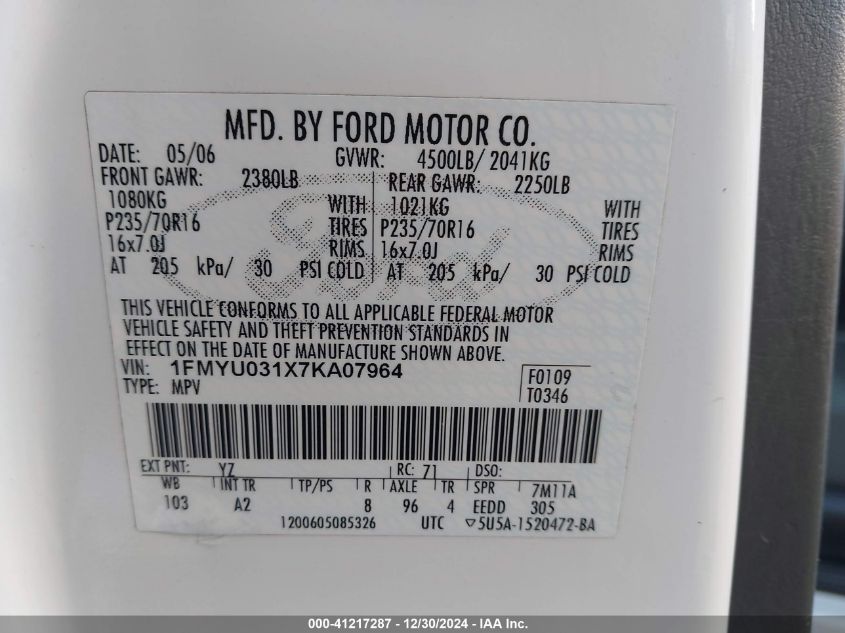 MFD. BY FORD MOTOR CO.
DATE: 05/06 GVWR: 4500LB/ 2041KG
FRONT GAWR: 2380LB REAR GAWR: 2250LB
1080KG WITH 1021KG WITH
P235/70R16 TIRES P235/70R16 TIRES
16x7.0J RIMS 16x7.0J RIMS
AT 205 kPa/ 30 PSI COLD AT 205 kPa/ 30 PSI COLD
Ford
THIS VEHICLE CONFORMS TO ALL APPLICABLE FEDERAL MOTOR
VEHICLE SAFETY AND THEFT PREVENTION STANDARDS IN
EFFECT ON THE DATE OF MANUFACTURE SHOWN ABOVE.
VIN: 1FMYU031X7KA07964
TYPE: MPV
F0109
T0346
EXT PNT: YZ RC: 71 DSO:
WB INT TR TP/PS R AXLE TR SPR 7M11A
103 A2 8 96 4 EEDD 305
1200605085326 UTC ▽5U5A-1520472-BA
000-41217287 - 12/30/2024 - IAA Inc.